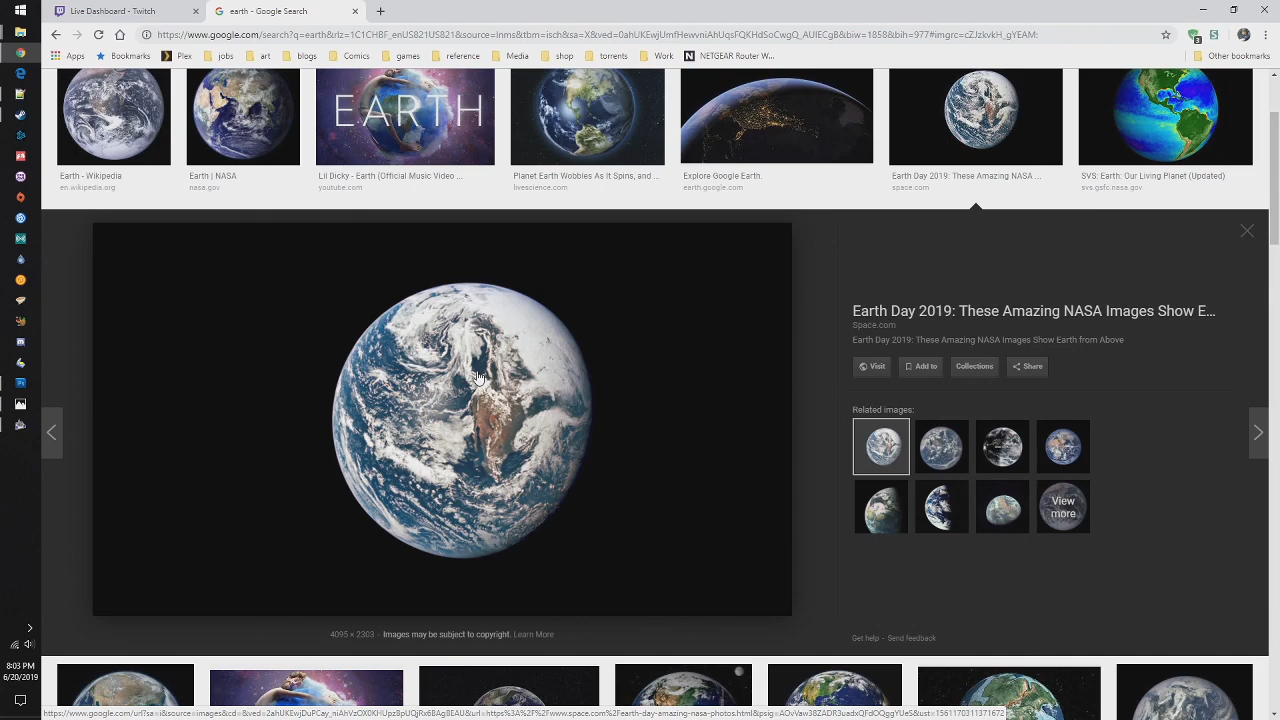 Live Dashboard - Twitch
earth - Google Search
Apps
Bookmarks
Plex
jobs
art
blogs
Comics
games
reference
Media
shop
torrents
Work
NETGEAR Router W...
Other bookmarks
EARTH
Earth - Wikipedia
en.wikipedia.org
Earth | NASA
nasa.gov
Lil Dicky - Earth (Official Music Video ...
youtube.com
Planet Earth Wobbles As It Spins, and ...
livescience.com
Explore Google Earth.
earth.google.com
Earth Day 2019: These Amazing NASA ...
space.com
SVS: Earth: Our Living Planet (Updated)
svs.gsfc.nasa.gov
Earth Day 2019: These Amazing NASA Images Show E...
Space.com
Earth Day 2019: These Amazing NASA Images Show Earth from Above
Visit
Add to
Collections
Share
Related images:
View
more
4095 × 2303 - Images may be subject to copyright. Learn More
Get help - Send feedback
8:03 PM
6/20/2019